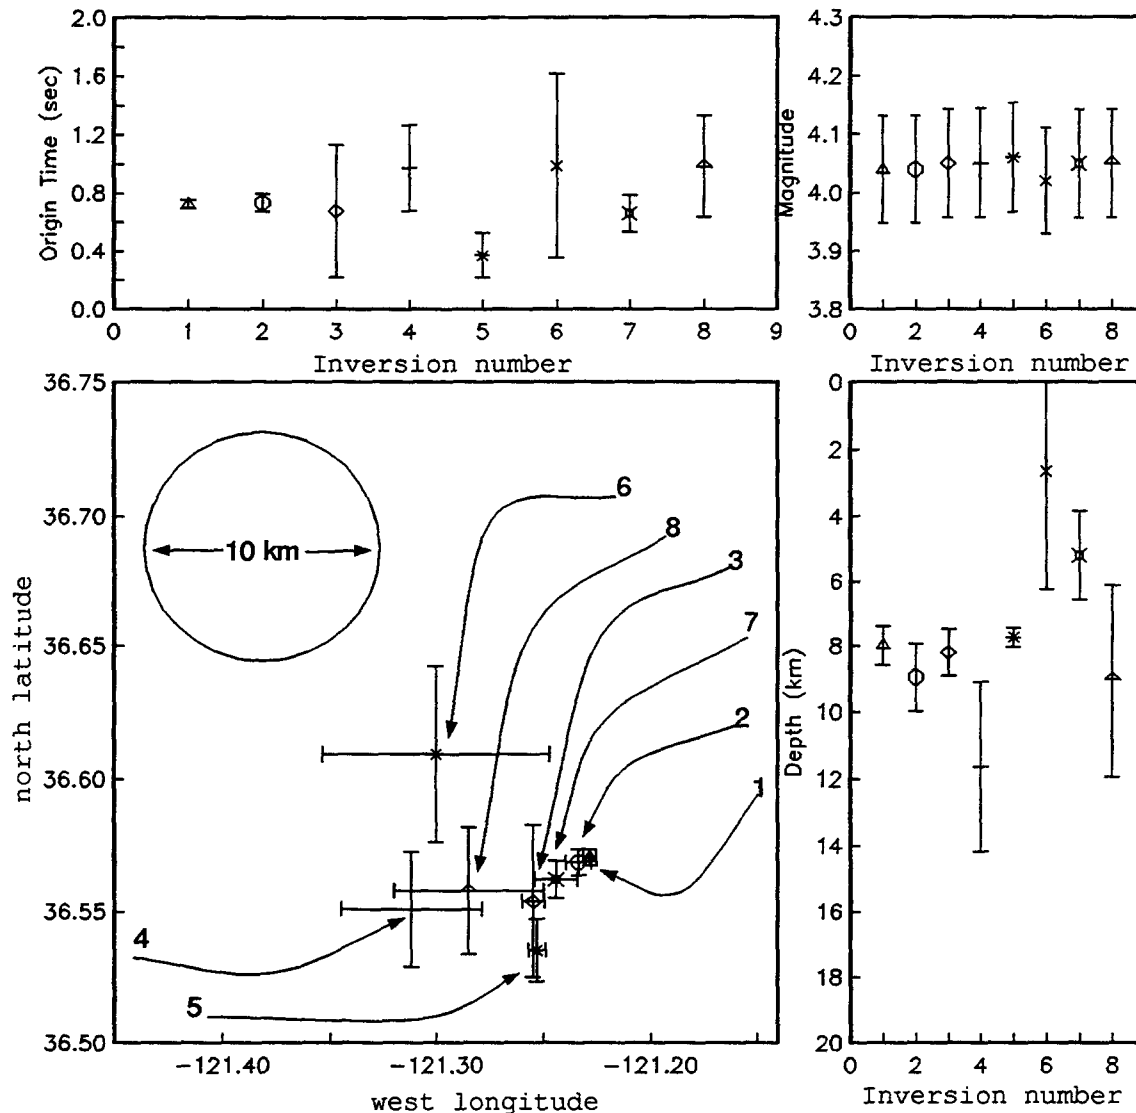 2.0
1.6
1.2
0.8
0.4
0.0
Origin Time (sec)
0 1 2 3 4 5 6 7 8 9
Inversion number
4.3
4.2
4.1
4.0
3.9
3.8
Magnitude
0 2 4 6 8
Inversion number
36.75
36.70
36.65
36.60
36.55
36.50
north latitude
10 km
6
8
3
7
2
1
4
5
-121.40 -121.30 -121.20
west longitude
0
2
4
6
8
10
12
14
16
18
20
Depth (km)
0 2 4 6 8
Inversion number